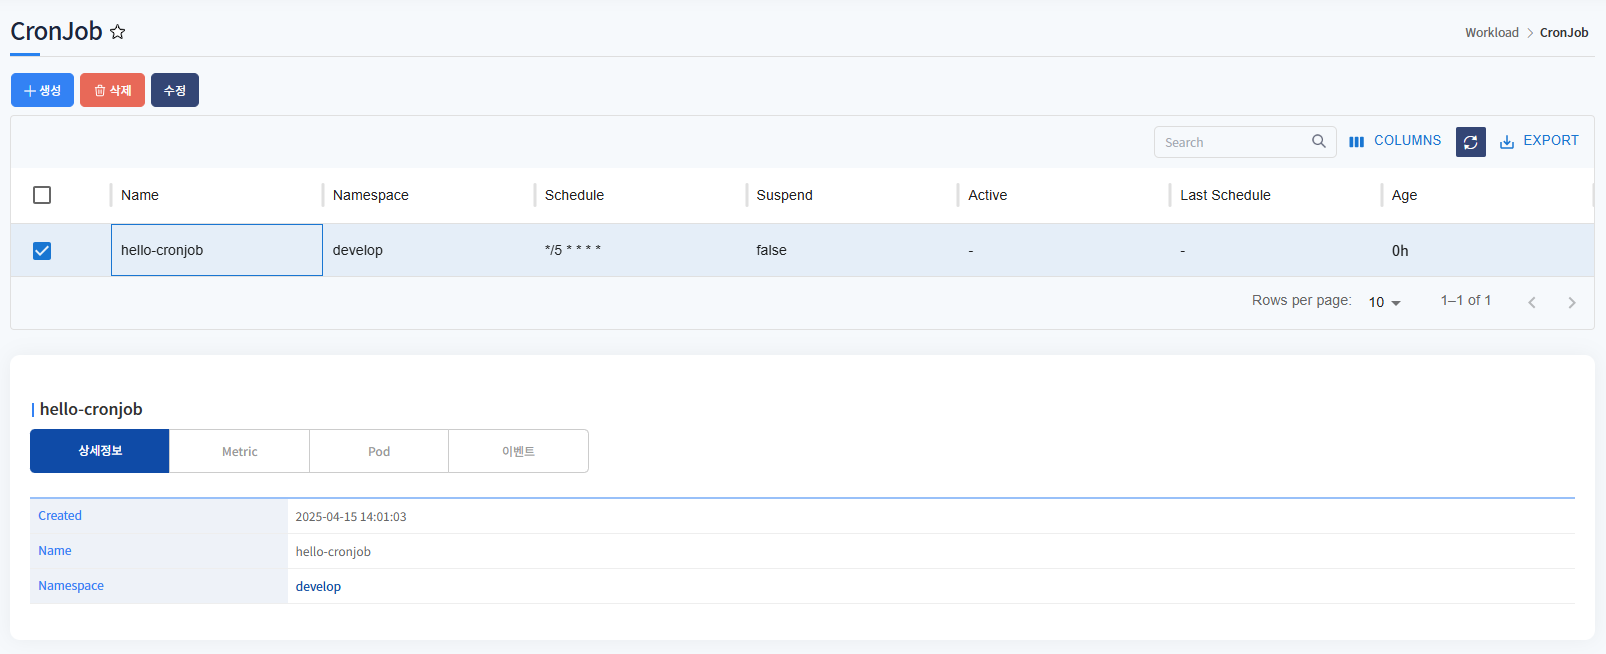 CronJob
Workload > CronJob
생성 삭제 수정
Search COLUMNS EXPORT
Name Namespace Schedule Suspend Active Last Schedule Age
hello-cronjob develop */5 * * * * false - - 0h
Rows per page: 10 1–1 of 1
hello-cronjob
상세정보 Metric Pod 이벤트
Created 2025-04-15 14:01:03
Name hello-cronjob
Namespace develop